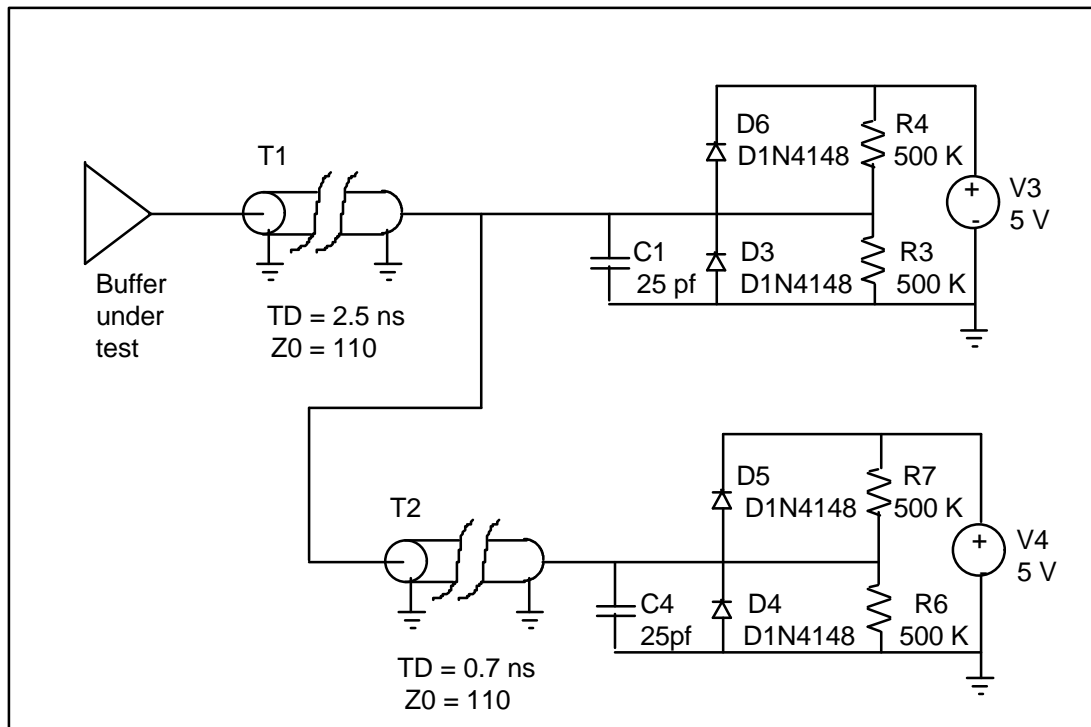 T1
Buffer
under
test
TD = 2.5 ns
Z0 = 110
C1
25 pf
D6
D1N4148
D3
D1N4148
R4
500 K
R3
500 K
+
-
V3
5 V
T2
TD = 0.7 ns
Z0 = 110
C4
25pf
D5
D1N4148
D4
D1N4148
R7
500 K
R6
500 K
+
-
V4
5 V